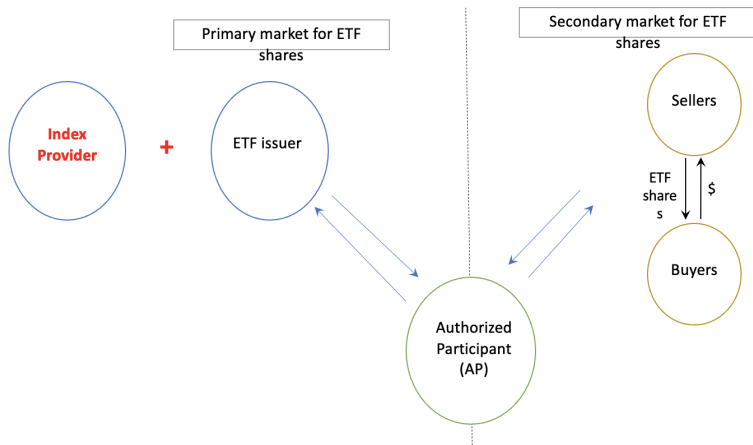 Primary market for ETF
shares
Secondary market for ETF
shares
Index
Provider
+
ETF issuer
Sellers
ETF
share
s
$
Buyers
Authorized
Participant
(AP)